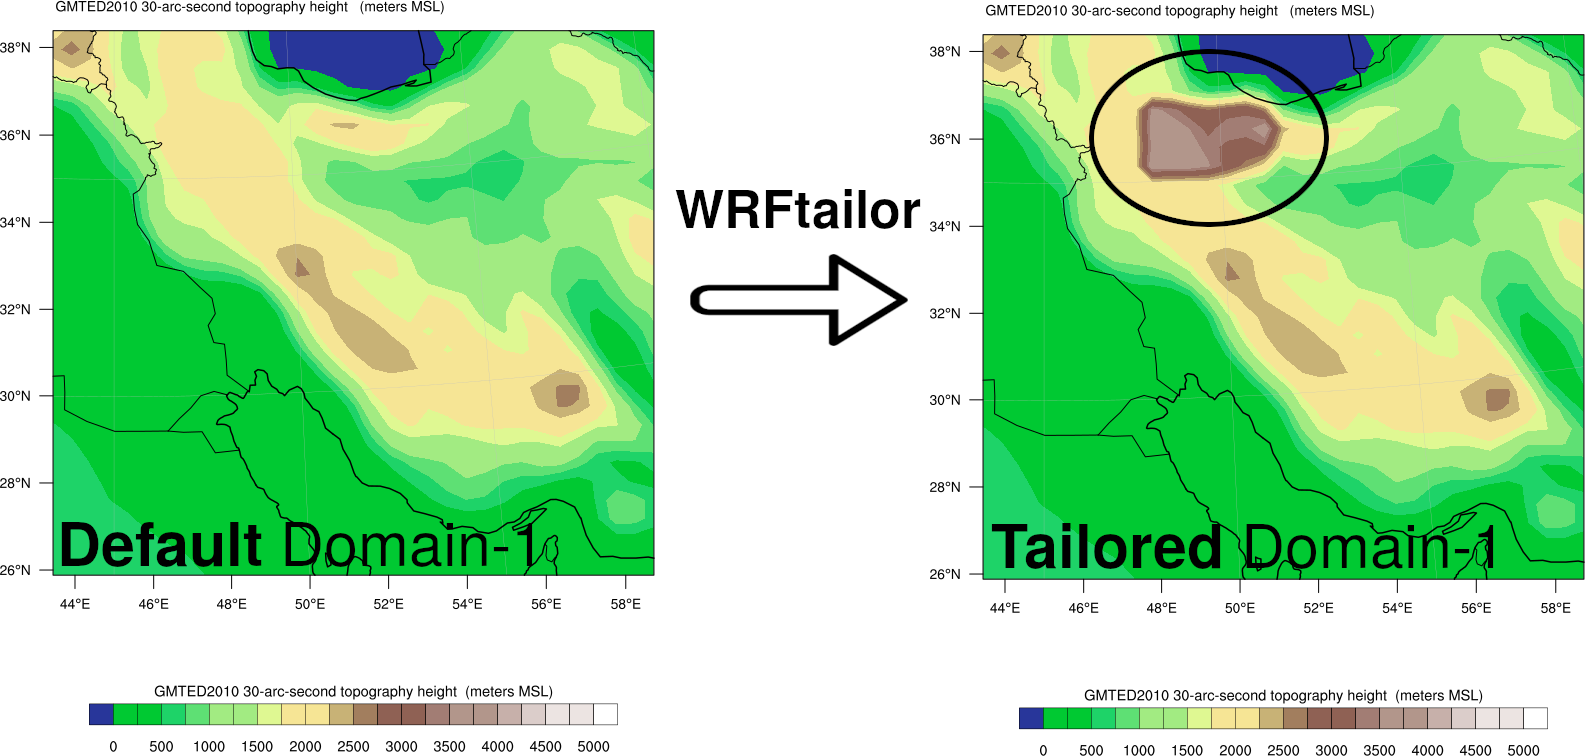 GMTED2010 30-arc-second topography height (meters MSL)
38°N
36°N
34°N
32°N
30°N
28°N
26°N
Default Domain-1
44°E 46°E 48°E 50°E 52°E 54°E 56°E 58°E
GMTED2010 30-arc-second topography height (meters MSL)
0 500 1000 1500 2000 2500 3000 3500 4000 4500 5000
WRFtailor
GMTED2010 30-arc-second topography height (meters MSL)
38°N
36°N
34°N
32°N
30°N
28°N
26°N
Tailored Domain-1
44°E 46°E 48°E 50°E 52°E 54°E 56°E 58°E
GMTED2010 30-arc-second topography height (meters MSL)
0 500 1000 1500 2000 2500 3000 3500 4000 4500 5000